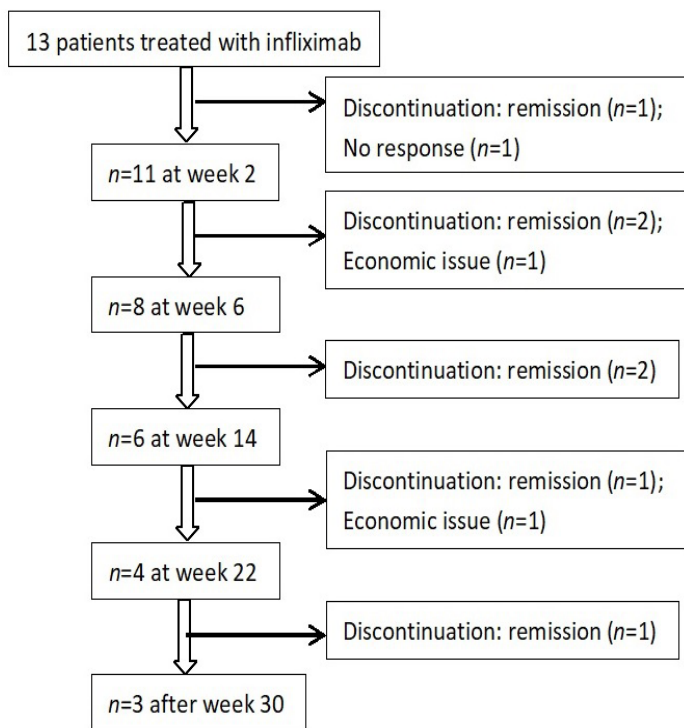 13 patients treated with infliximab
Discontinuation: remission (n=1);
No response (n=1)
n=11 at week 2
Discontinuation: remission (n=2);
Economic issue (n=1)
n=8 at week 6
Discontinuation: remission (n=2)
n=6 at week 14
Discontinuation: remission (n=1);
Economic issue (n=1)
n=4 at week 22
Discontinuation: remission (n=1)
n=3 after week 30